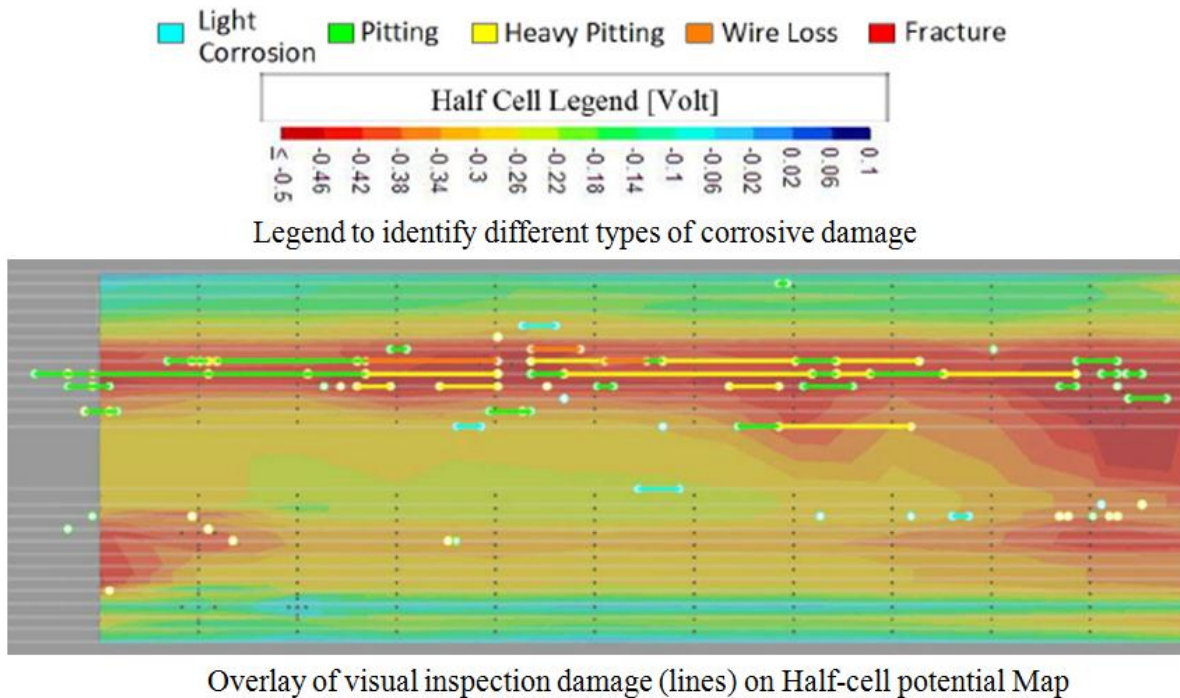 Light Corrosion Pitting Heavy Pitting Wire Loss Fracture
Half Cell Legend [Volt]
≤ -0.5 -0.46 -0.42 -0.38 -0.34 -0.3 -0.26 -0.22 -0.18 -0.14 -0.1 -0.06 -0.02 0.02 0.06 0.1
Legend to identify different types of corrosive damage
Overlay of visual inspection damage (lines) on Half-cell potential Map